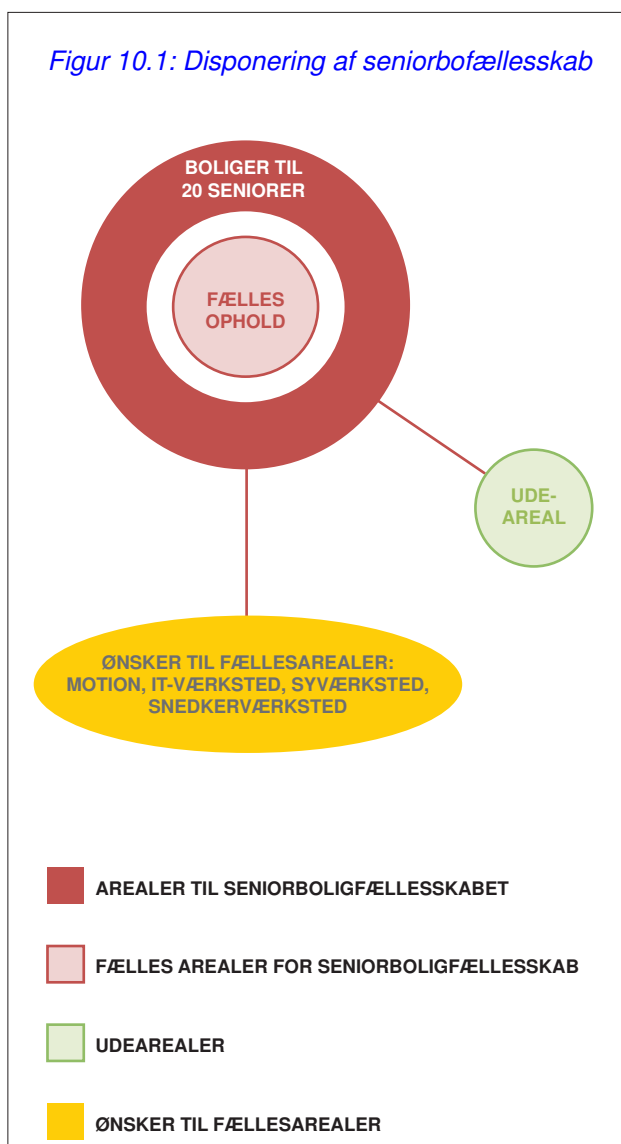 Figur 10.1: Disponering af seniorbofællesskab
BOLIGER TIL
20 SENIORER
FÆLLES
OPHOLD
UDE-
AREAL
ØNSKER TIL FÆLLESAREALER:
MOTION, IT-VÆRKSTED, SYVÆRKSTED,
SNEDKERVÆRKSTED
AREALER TIL SENIORBOLIGFÆLLESSKABET
FÆLLES AREALER FOR SENIORBOLIGFÆLLESSKAB
UDEAREALER
ØNSKER TIL FÆLLESAREALER